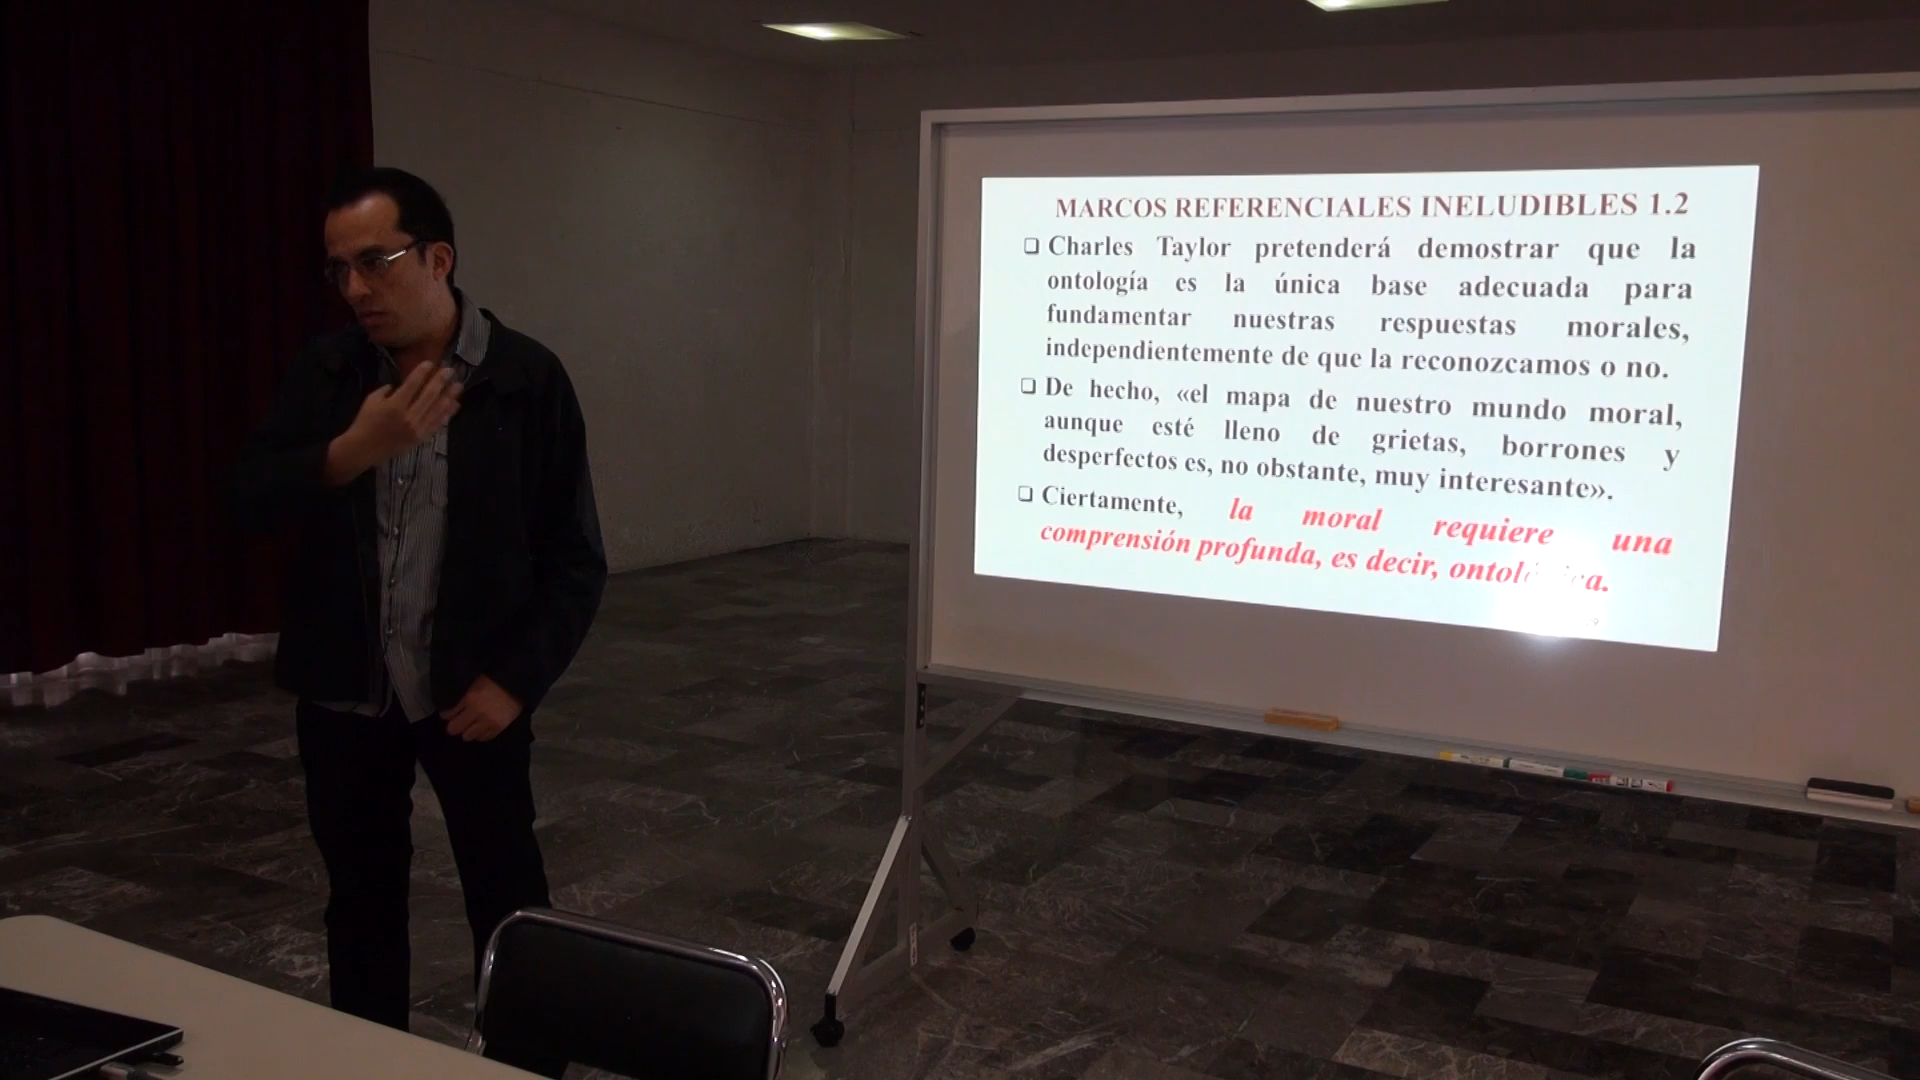 MARCOS REFERENCIALES INELUDIBLES 1.2
❑ Charles Taylor pretenderá demostrar que la
ontología es la única base adecuada para
fundamentar nuestras respuestas morales,
independientemente de que la reconozcamos o no.
❑ De hecho, «el mapa de nuestro mundo moral,
aunque esté lleno de grietas, borrones y
desperfectos es, no obstante, muy interesante».
❑ Ciertamente, la moral requiere una
comprensión profunda, es decir,